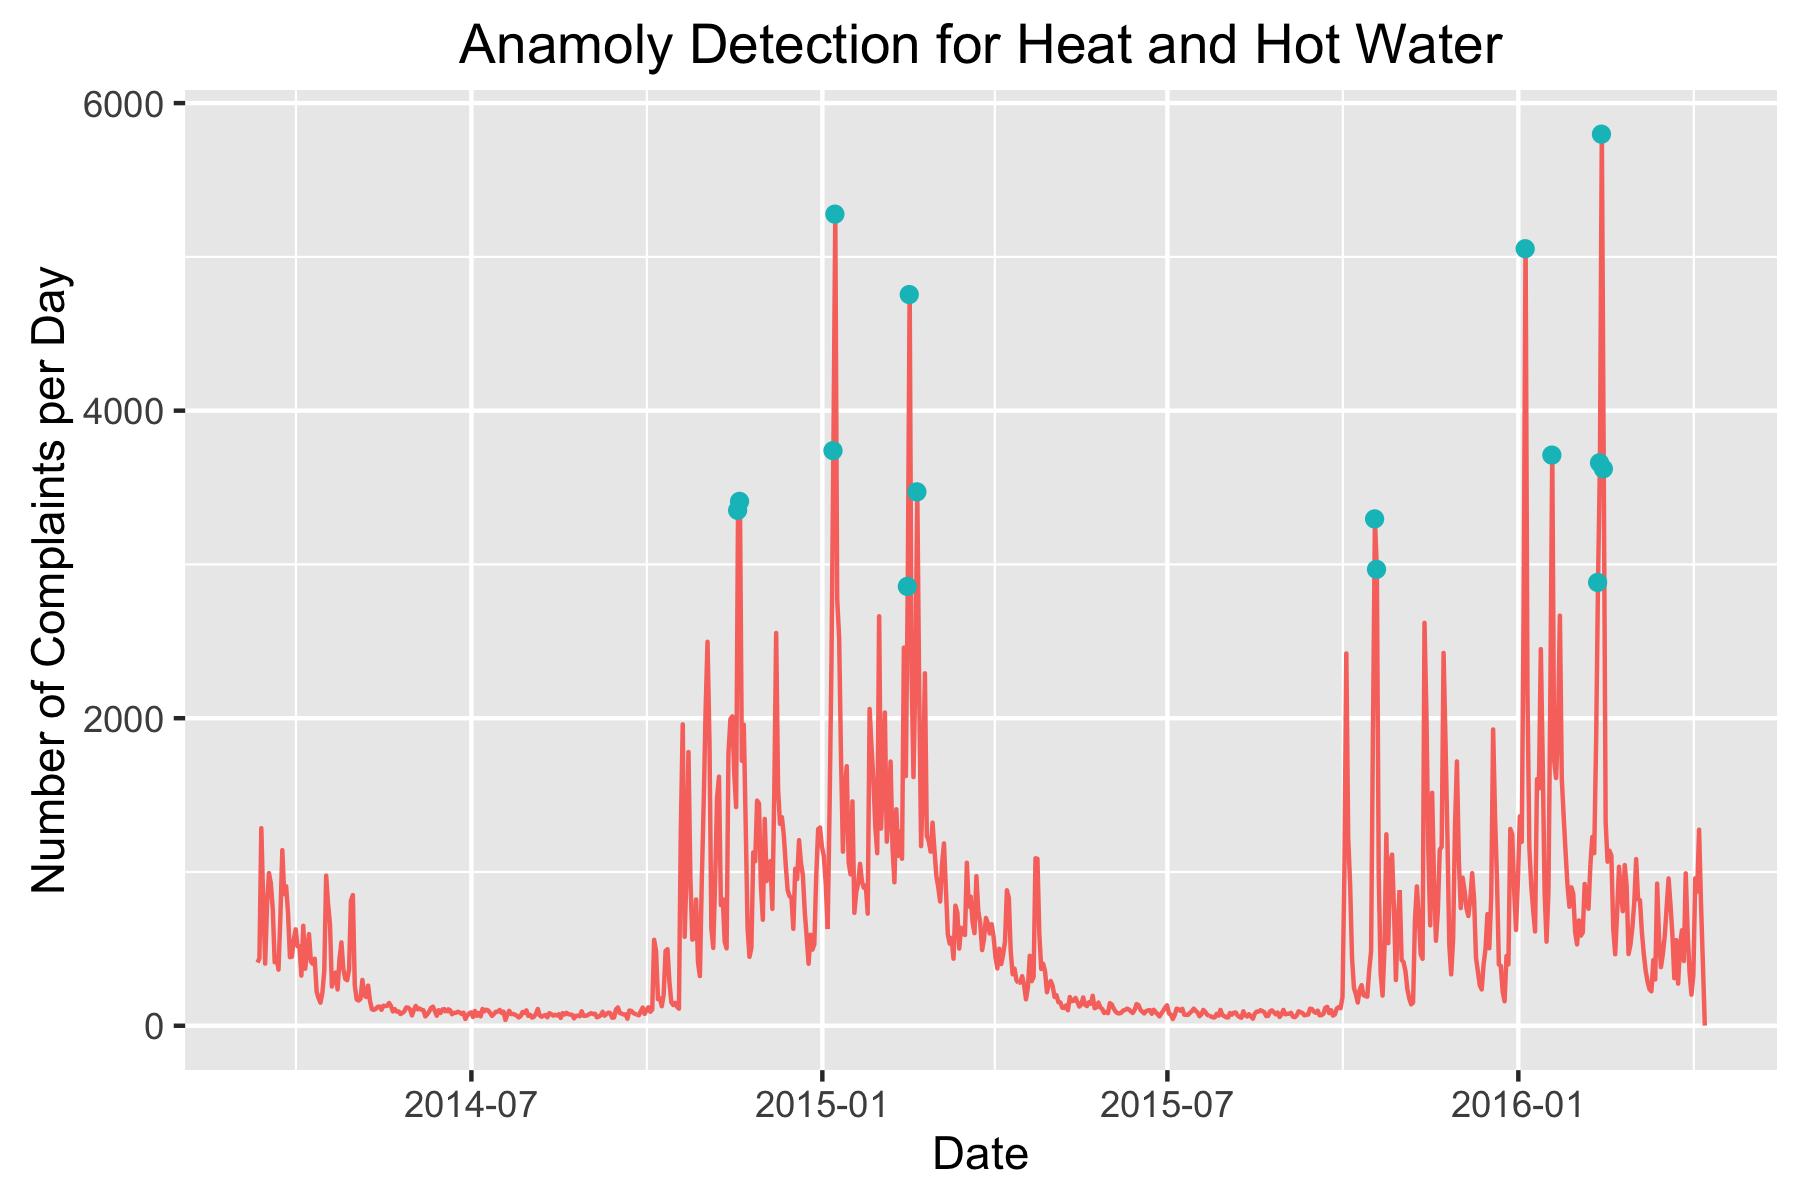 Anamoly Detection for Heat and Hot Water
Number of Complaints per Day
6000
4000
2000
0
2014-07
2015-01
2015-07
2016-01
Date